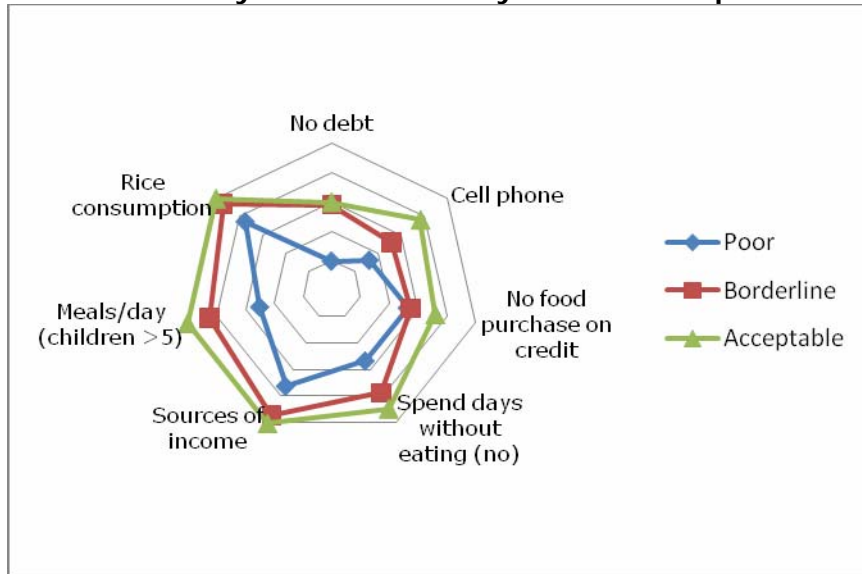 No debt
Cell phone
No food
purchase on
credit
Spend days
without
eating (no)
Sources of
income
Meals/day
(children >5)
Rice
consumption
Poor
Borderline
Acceptable